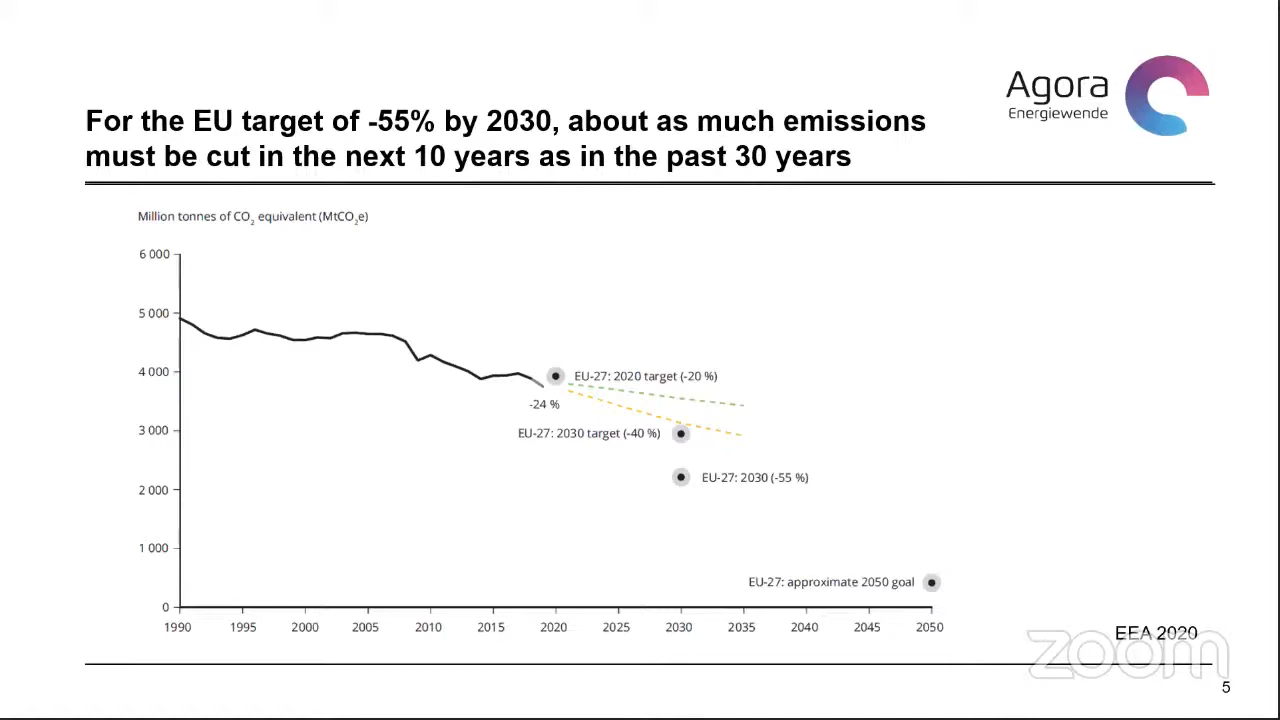 Agora
Energiewende
For the EU target of -55% by 2030, about as much emissions
must be cut in the next 10 years as in the past 30 years
Million tonnes of CO2 equivalent (MtCO2e)
6 000
5 000
4 000
3 000
2 000
1 000
0
EU-27: 2020 target (-20 %)
-24 %
EU-27: 2030 target (-40 %)
EU-27: 2030 (-55 %)
EU-27: approximate 2050 goal
1990 1995 2000 2005 2010 2015 2020 2025 2030 2035 2040 2045 2050
EEA 2020
zoom
5